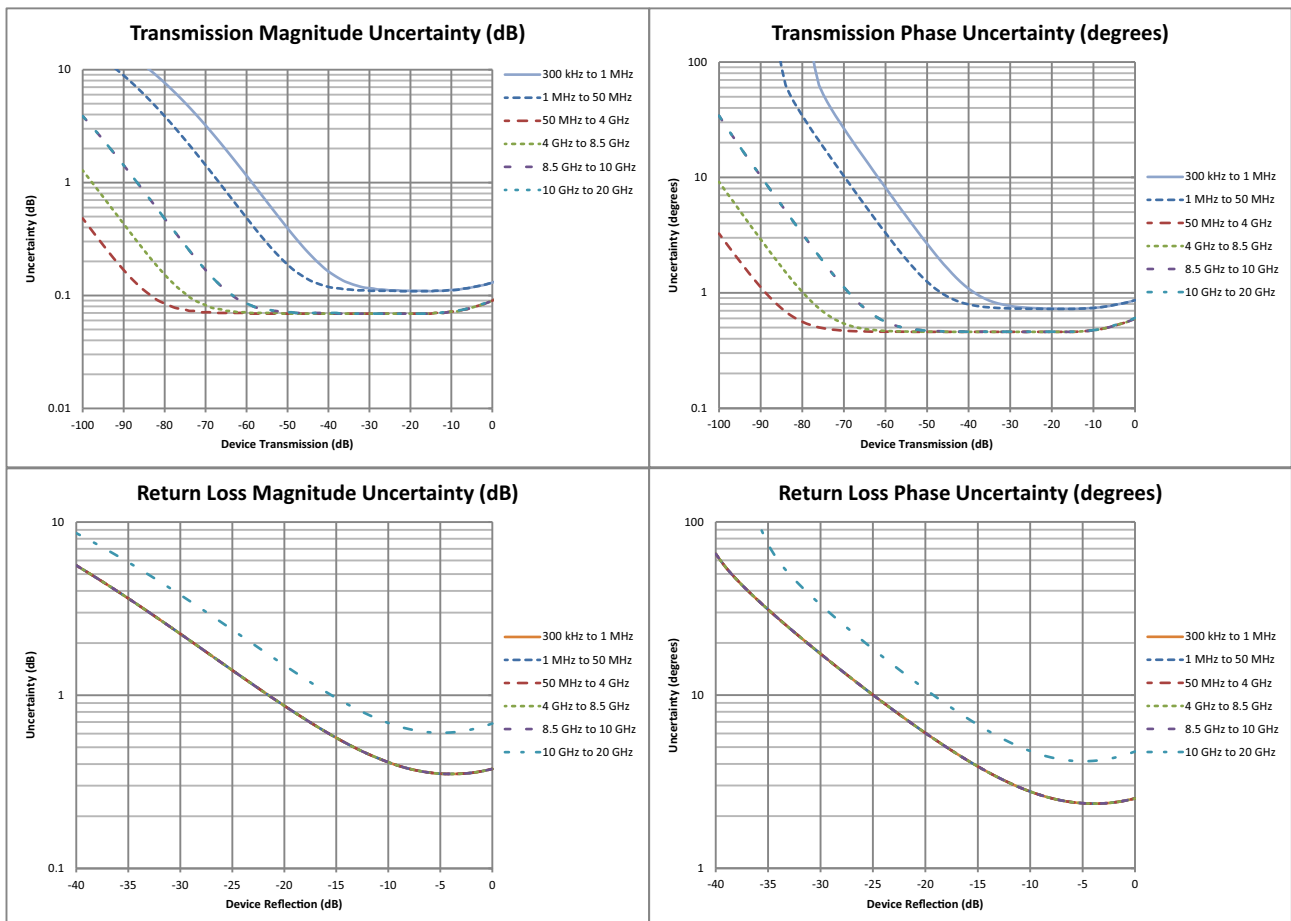 Transmission Magnitude Uncertainty (dB)
10
1
0.1
0.01
Uncertainty (dB)
-100 -90 -80 -70 -60 -50 -40 -30 -20 -10 0
Device Transmission (dB)
300 kHz to 1 MHz
1 MHz to 50 MHz
50 MHz to 4 GHz
4 GHz to 8.5 GHz
8.5 GHz to 10 GHz
10 GHz to 20 GHz
Transmission Phase Uncertainty (degrees)
100
10
1
0.1
Uncertainty (degrees)
-100 -90 -80 -70 -60 -50 -40 -30 -20 -10 0
Device Transmission (dB)
300 kHz to 1 MHz
1 MHz to 50 MHz
50 MHz to 4 GHz
4 GHz to 8.5 GHz
8.5 GHz to 10 GHz
10 GHz to 20 GHz
Return Loss Magnitude Uncertainty (dB)
10
1
0.1
Uncertainty (dB)
-40 -35 -30 -25 -20 -15 -10 -5 0
Device Reflection (dB)
300 kHz to 1 MHz
1 MHz to 50 MHz
50 MHz to 4 GHz
4 GHz to 8.5 GHz
8.5 GHz to 10 GHz
10 GHz to 20 GHz
Return Loss Phase Uncertainty (degrees)
100
10
1
Uncertainty (degrees)
-40 -35 -30 -25 -20 -15 -10 -5 0
Device Reflection (dB)
300 kHz to 1 MHz
1 MHz to 50 MHz
50 MHz to 4 GHz
4 GHz to 8.5 GHz
8.5 GHz to 10 GHz
10 GHz to 20 GHz